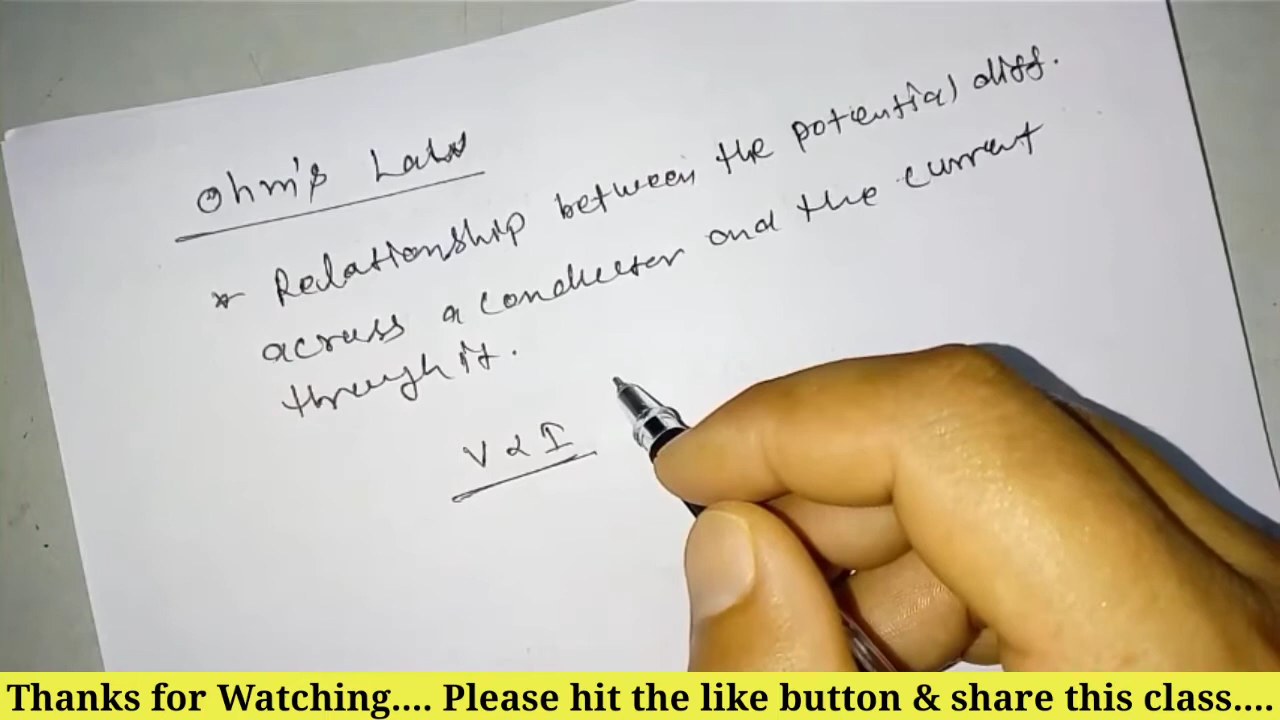 Ohm's Law
* Relationship between the potential diff.
across a conductor and the current
through it.
V ∝ I
Thanks for Watching.... Please hit the like button & share this class....